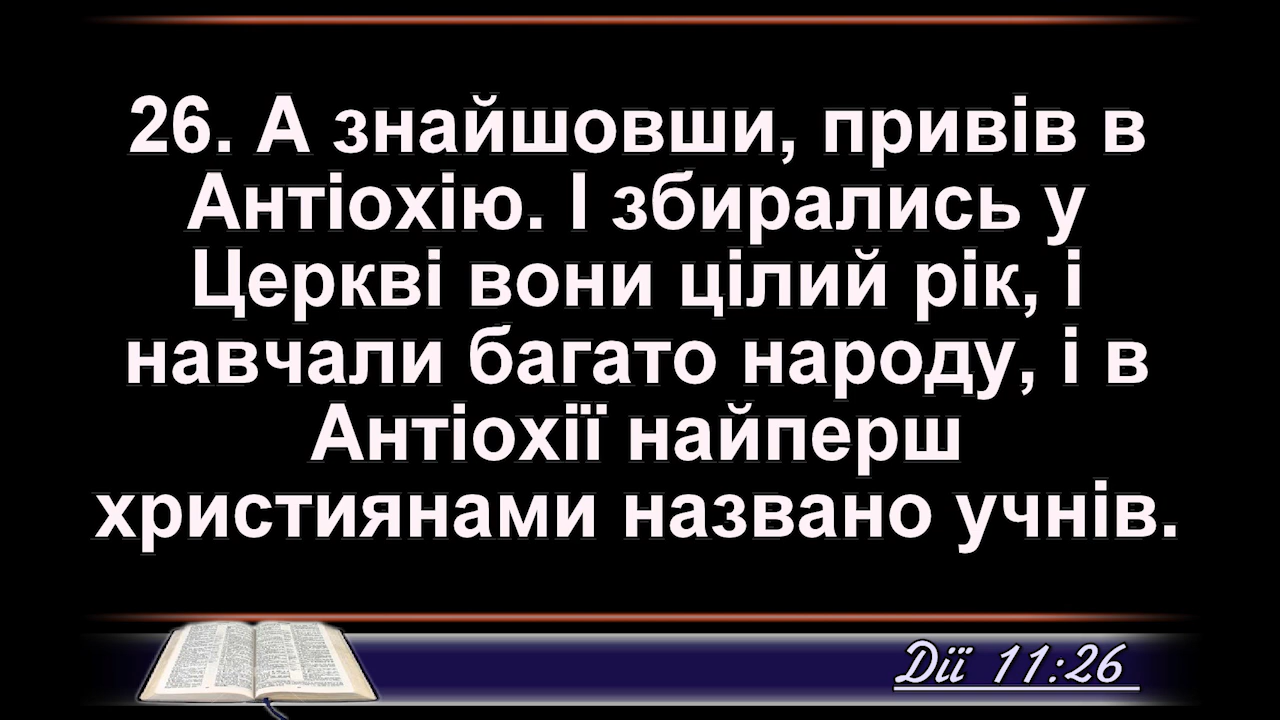 26. А знайшовши, привів в
Антіохію. І збирались у
Церкві вони цілий рік, і
навчали багато народу, і в
Антіохії найперш
християнами названо учнів.
Дії 11:26